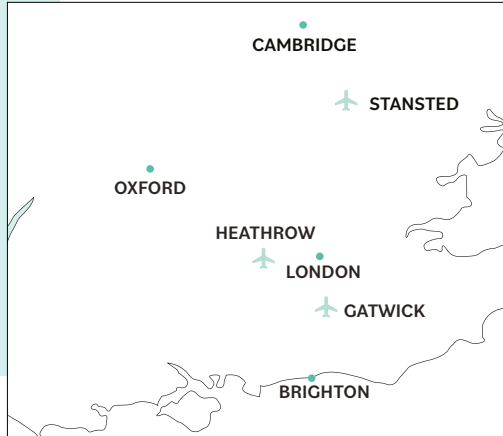 CAMBRIDGE
STANSTED
OXFORD
HEATHROW
LONDON
GATWICK
BRIGHTON